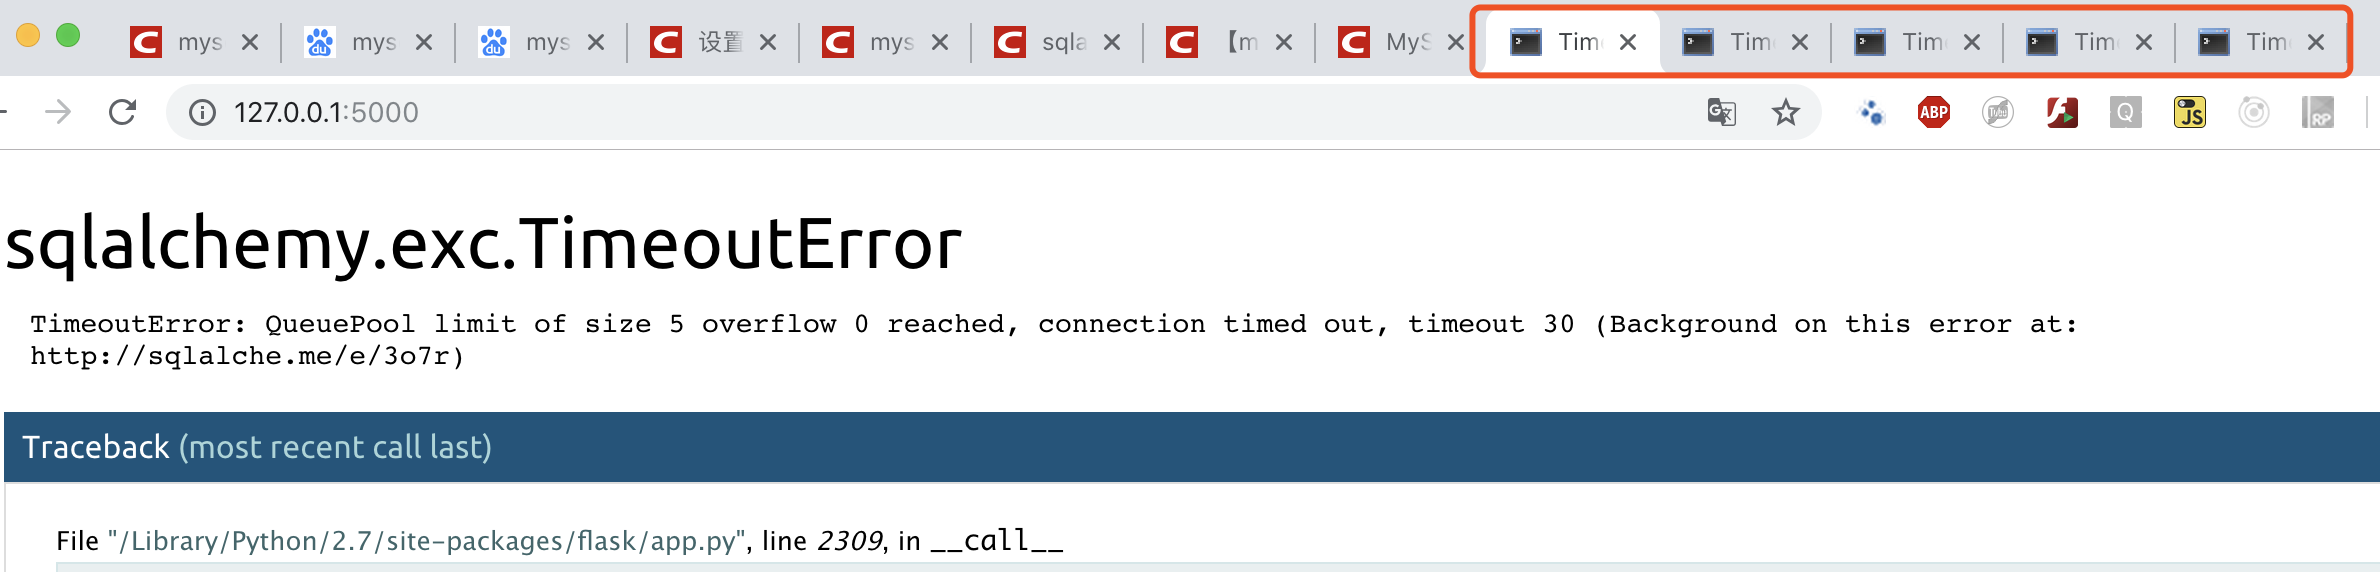 mys mys mys 设置 mys sqla 【m MyS Tim Tim Tim Tim Tim
127.0.0.1:5000
ABP
Q
JS
RP
sqlalchemy.exc.TimeoutError
TimeoutError: QueuePool limit of size 5 overflow 0 reached, connection timed out, timeout 30 (Background on this error at:
http://sqlalche.me/e/3o7r)
Traceback (most recent call last)
File "/Library/Python/2.7/site-packages/flask/app.py", line 2309, in __call__